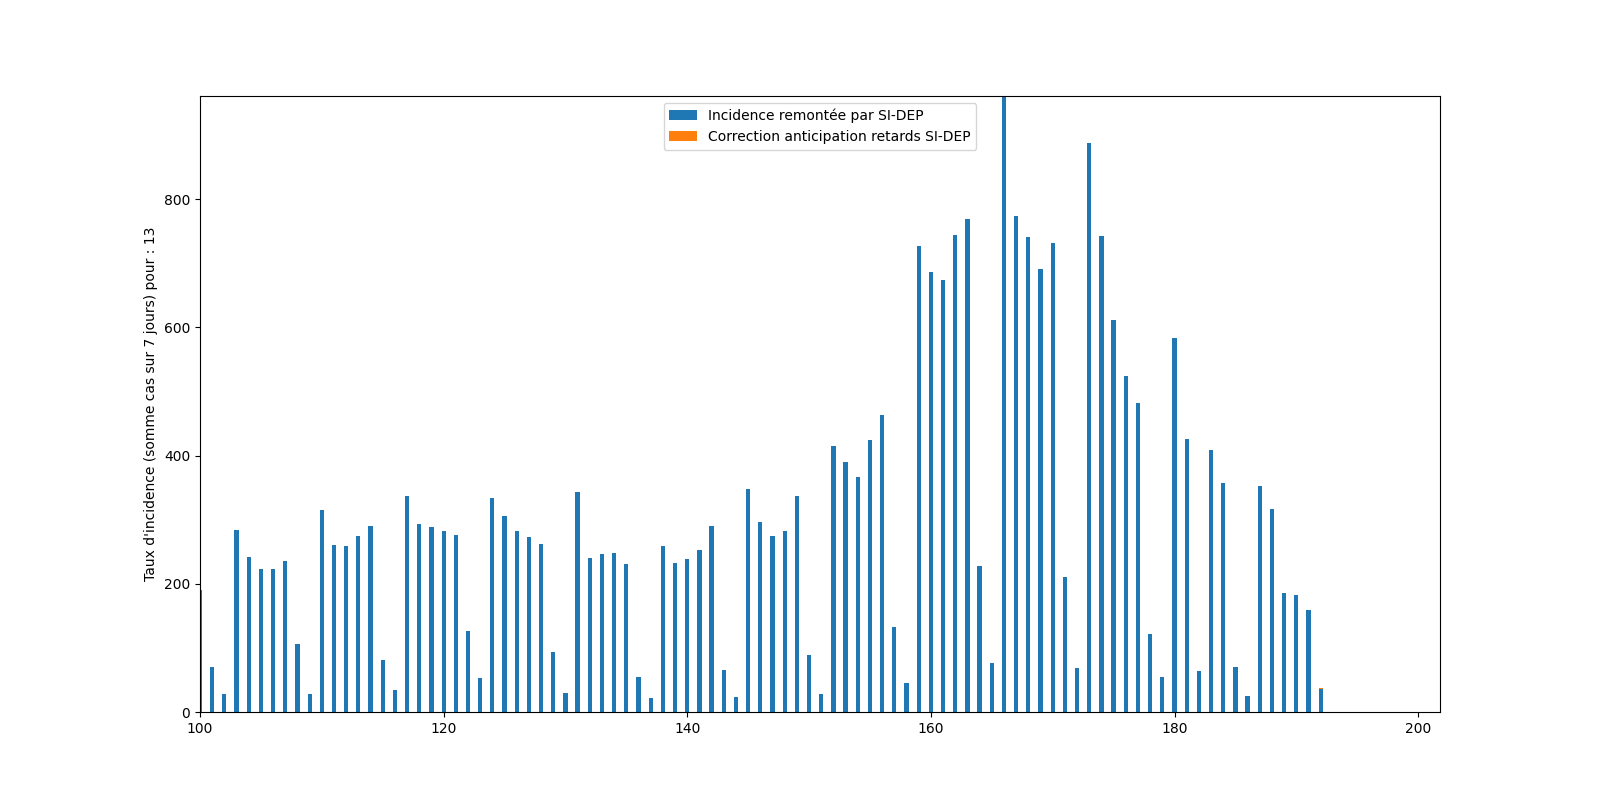 Incidence remontée par SI-DEP
Correction anticipation retards SI-DEP
Taux d'incidence (somme cas sur 7 jours) pour : 13
800
600
400
200
0
100 120 140 160 180 200